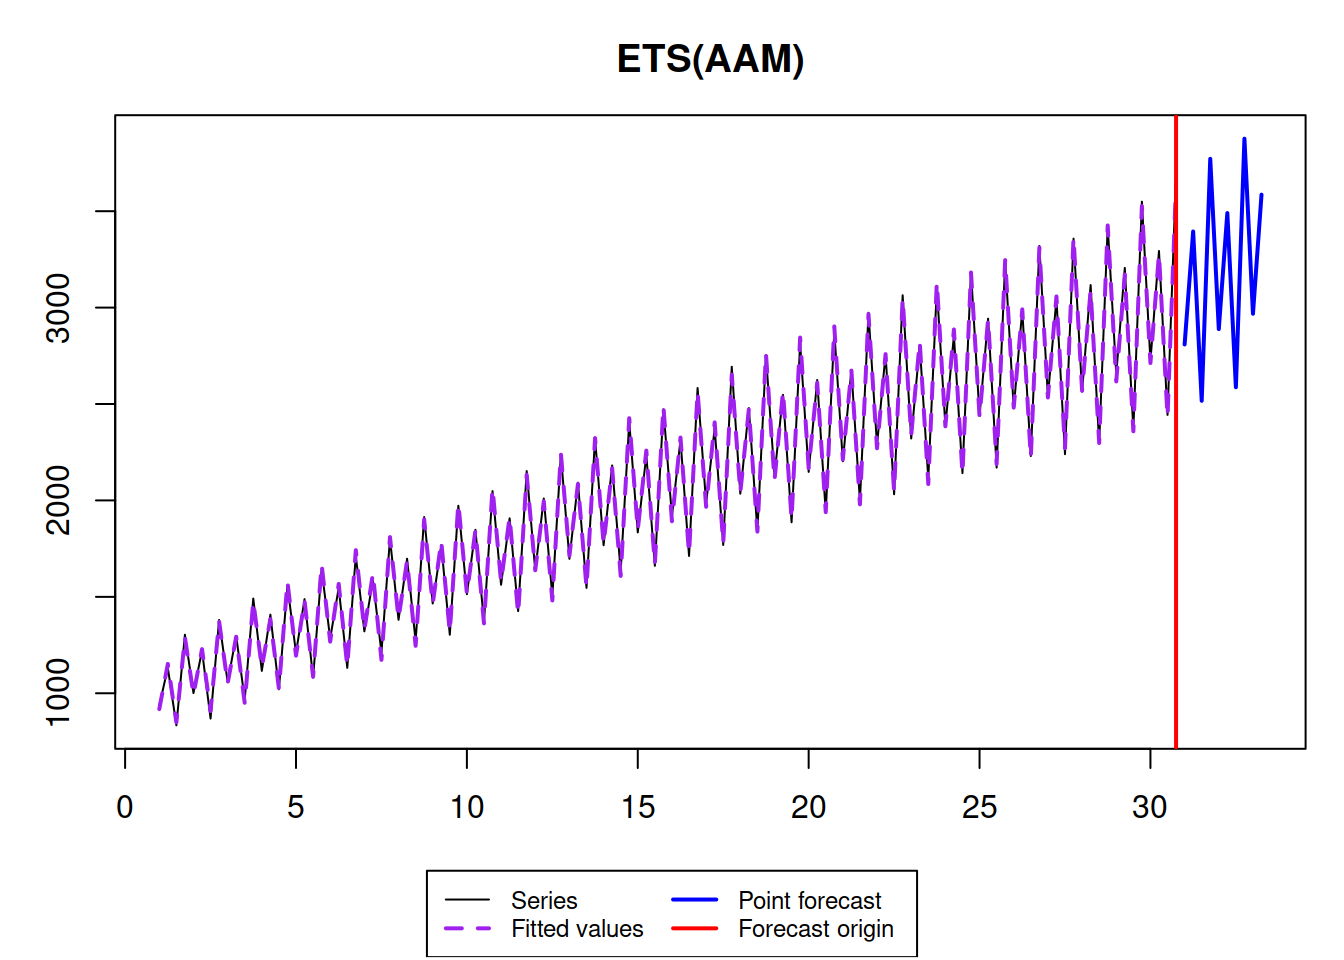 ETS(AAM)
3000
2000
1000
0 5 10 15 20 25 30
Series
Fitted values
Point forecast
Forecast origin